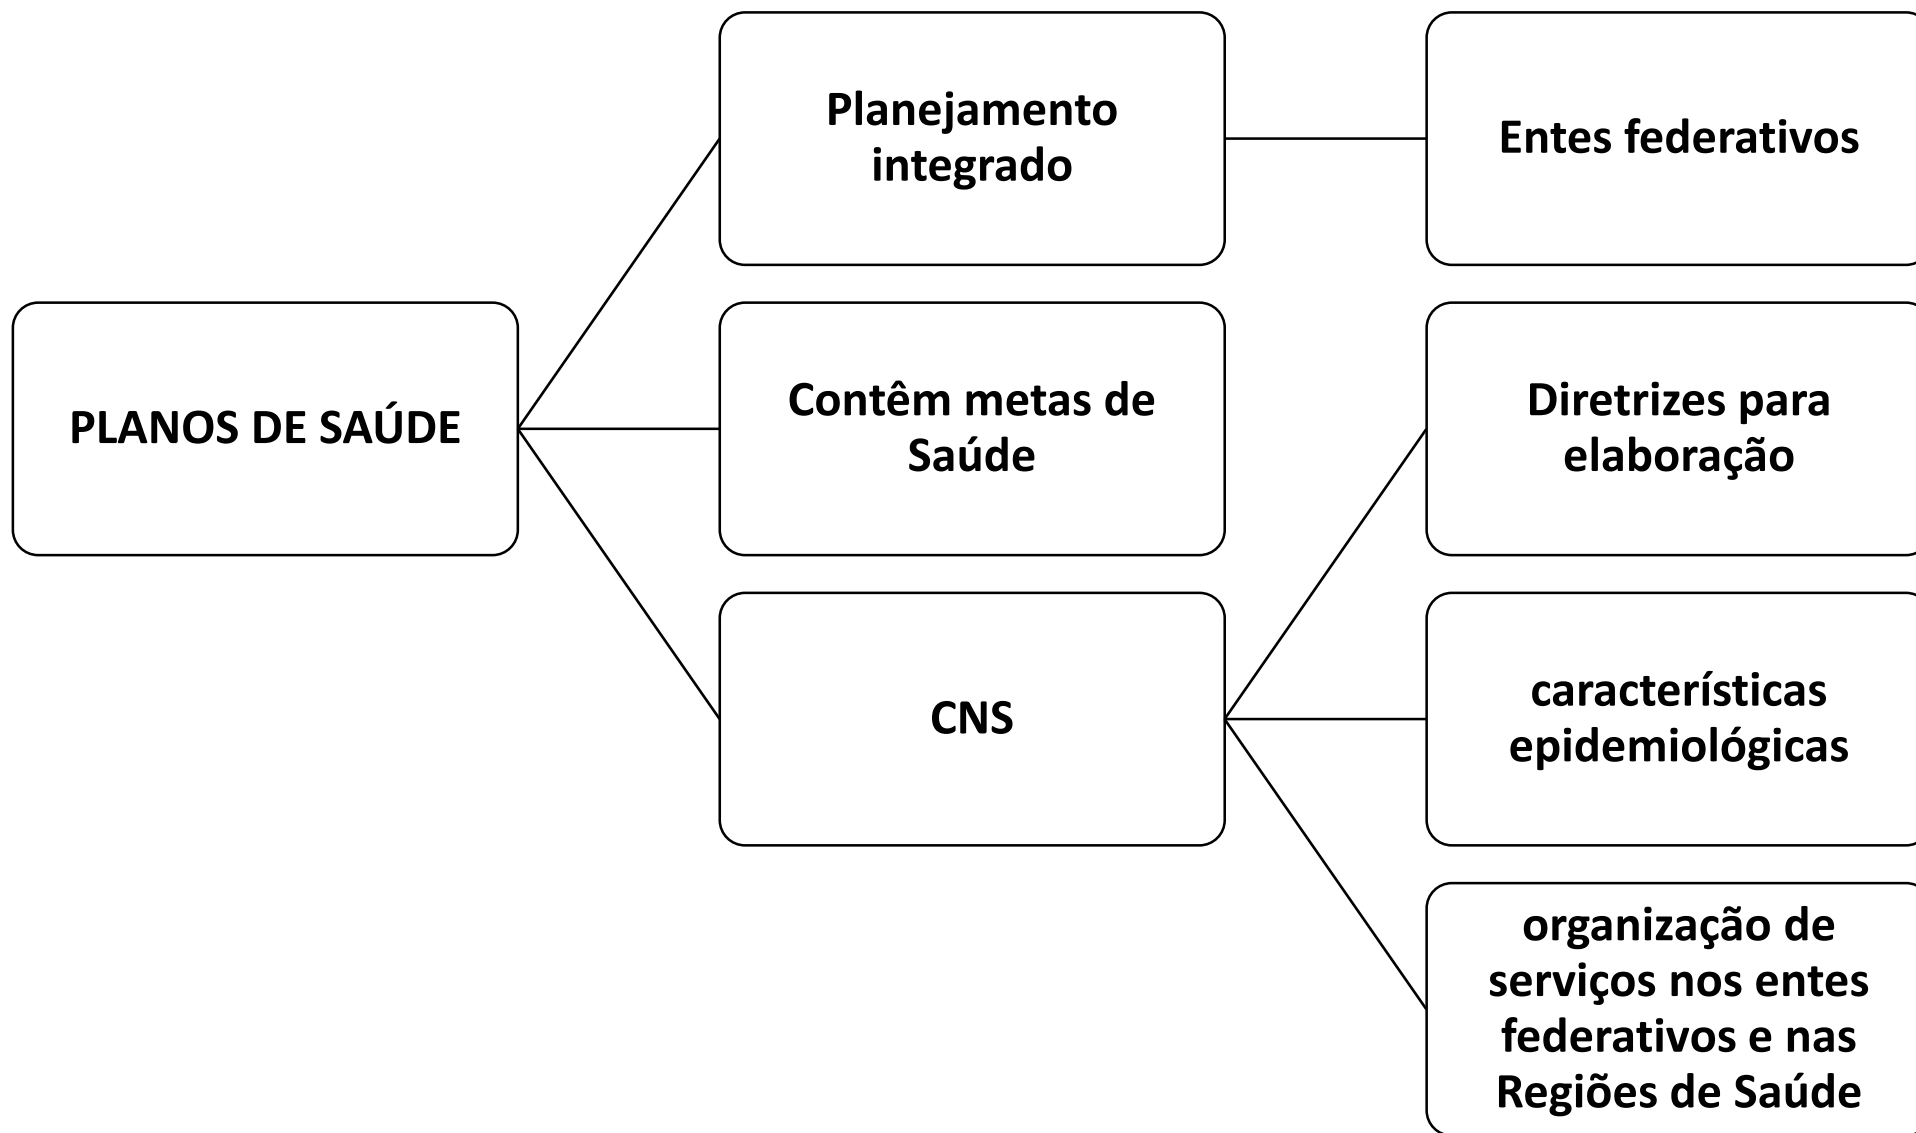 PLANOS DE SAÚDE
Planejamento
integrado
Entes federativos
Contêm metas de
Saúde
CNS
Diretrizes para
elaboração
características
epidemiológicas
organização de
serviços nos entes
federativos e nas
Regiões de Saúde